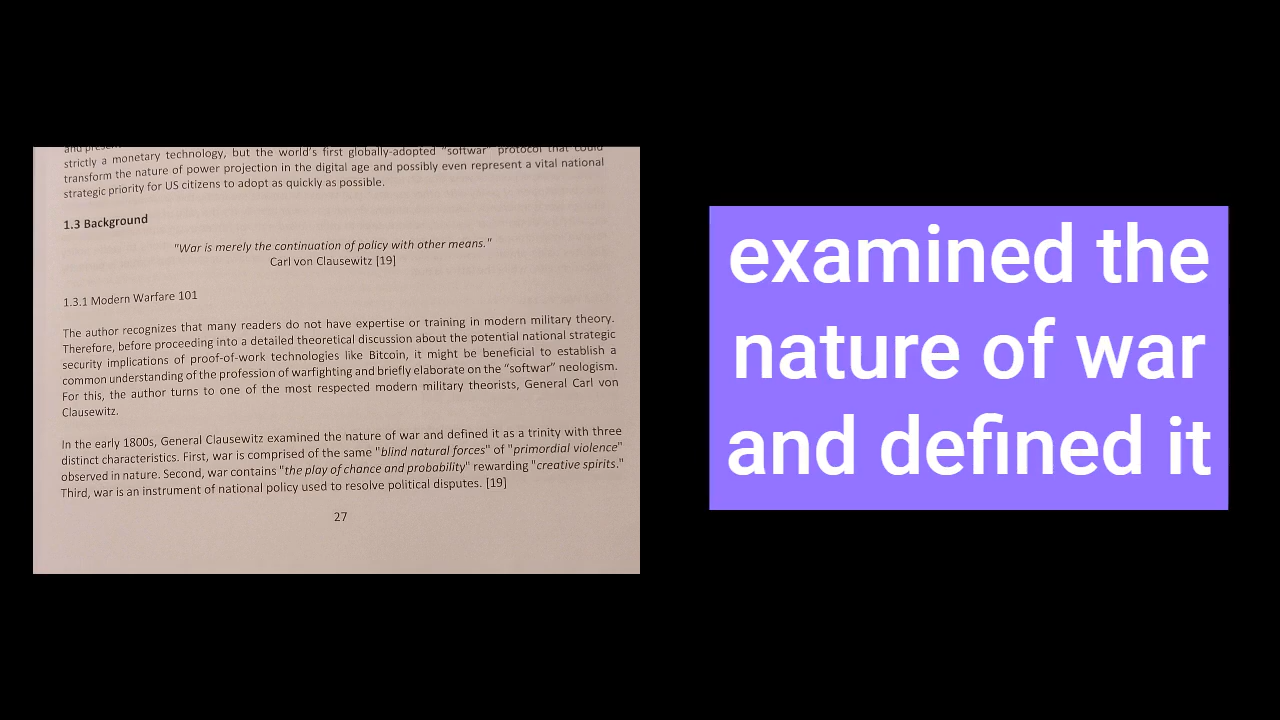 and
strictly a monetary technology, but the world's first globally-adopted "softwar" protocol that could
transform the nature of power projection in the digital age and possibly even represent a vital national
strategic priority for US citizens to adopt as quickly as possible.
1.3 Background
"War is merely the continuation of policy with other means."
Carl von Clausewitz [19]
1.3.1 Modern Warfare 101
The author recognizes that many readers do not have expertise or training in modern military theory.
Therefore, before proceeding into a detailed theoretical discussion about the potential national strategic
security implications of proof-of-work technologies like Bitcoin, it might be beneficial to establish a
common understanding of the profession of warfighting and briefly elaborate on the "softwar" neologism.
For this, the author turns to one of the most respected modern military theorists, General Carl von
Clausewitz.
In the early 1800s, General Clausewitz examined the nature of war and defined it as a trinity with three
distinct characteristics. First, war is comprised of the same "blind natural forces" of "primordial violence"
observed in nature. Second, war contains "the play of chance and probability" rewarding "creative spirits."
Third, war is an instrument of national policy used to resolve political disputes. [19]
27
examined the
nature of war
and defined it